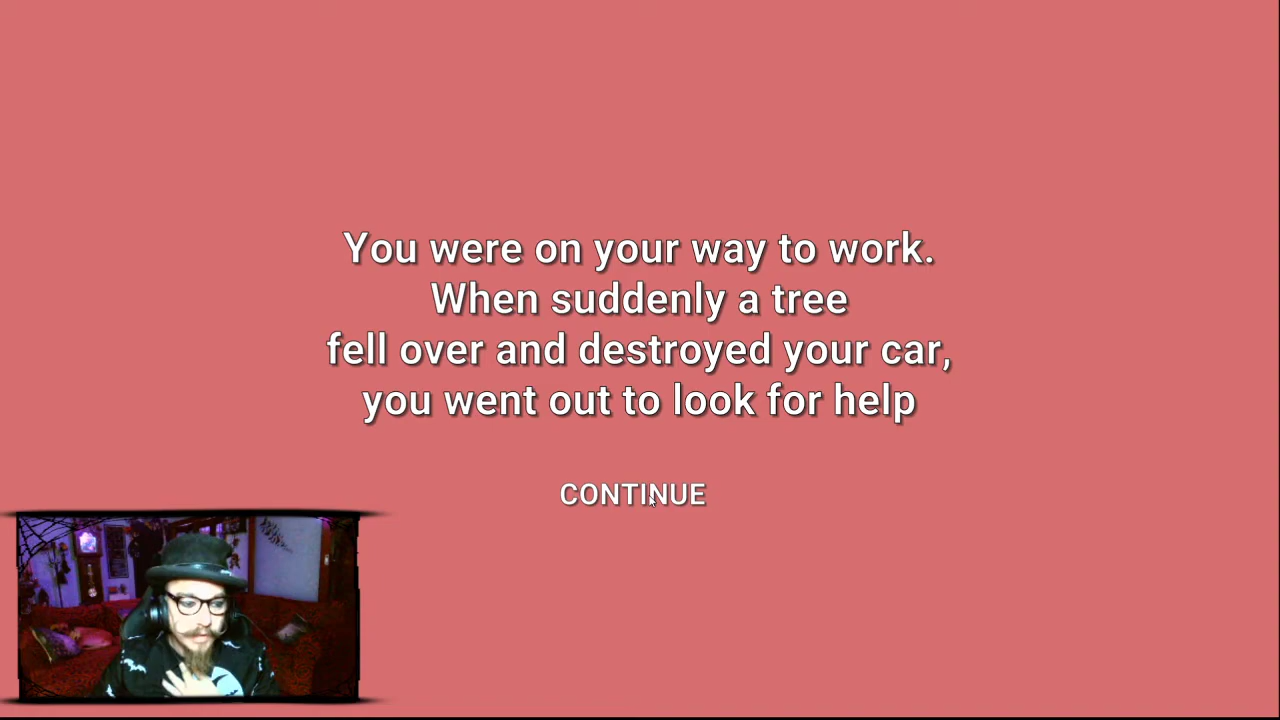 You were on your way to work.
When suddenly a tree
fell over and destroyed your car,
you went out to look for help
CONTINUE